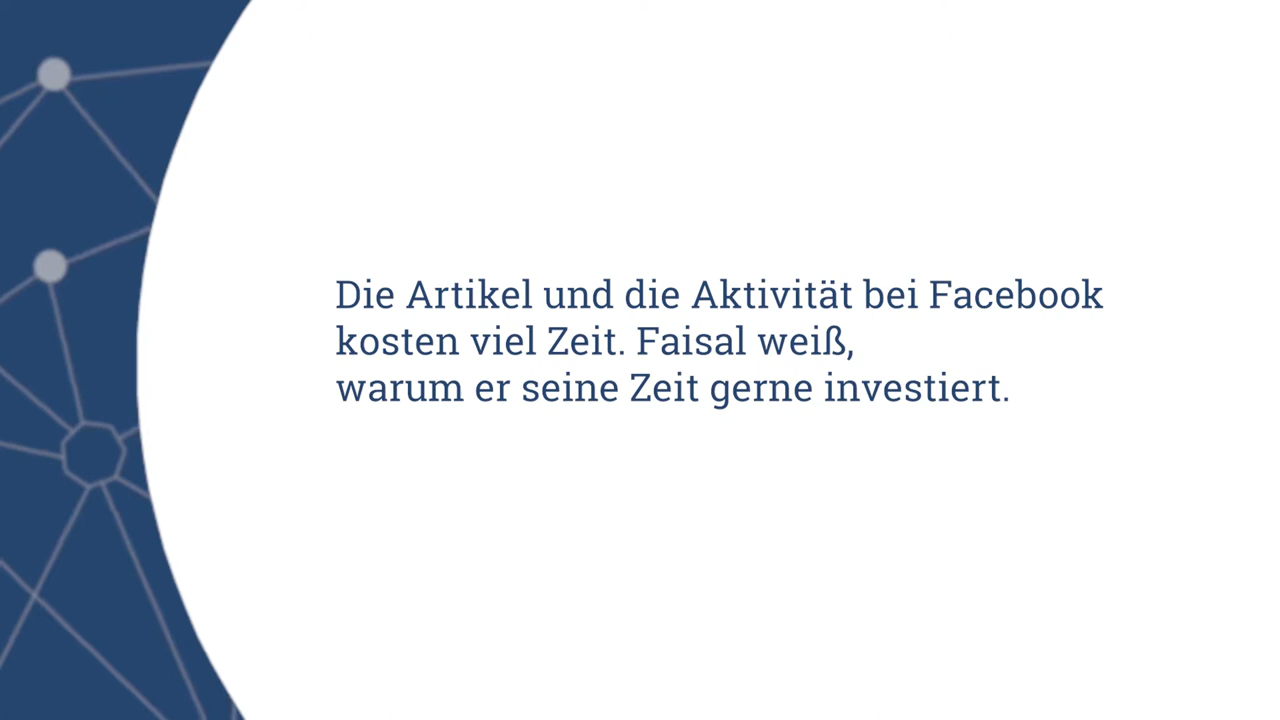 Die Artikel und die Aktivität bei Facebook
kosten viel Zeit. Faisal weiß,
warum er seine Zeit gerne investiert.